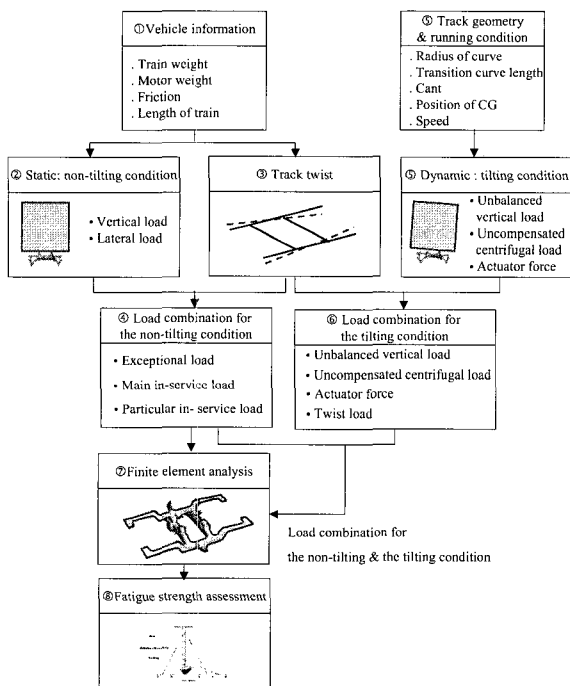 ①Vehicle information
. Train weight
. Motor weight
. Friction
. Length of train
⑤ Track geometry
& running condition
. Radius of curve
. Transition curve length
. Cant
. Position of CG
. Speed
② Static: non-tilting condition
• Vertical load
• Lateral load
③ Track twist
⑤ Dynamic : tilting condition
• Unbalanced
vertical load
• Uncompensated
centrifugal load
• Actuator force
④ Load combination for
the non-tilting condition
• Exceptional load
• Main in-service load
• Particular in- service load
⑥ Load combination for
the tilting condition
• Unbalanced vertical load
• Uncompensated centrifugal load
• Actuator force
• Twist load
⑦Finite element analysis
Load combination for
the non-tilting & the tilting condition
⑧Fatigue strength assessment